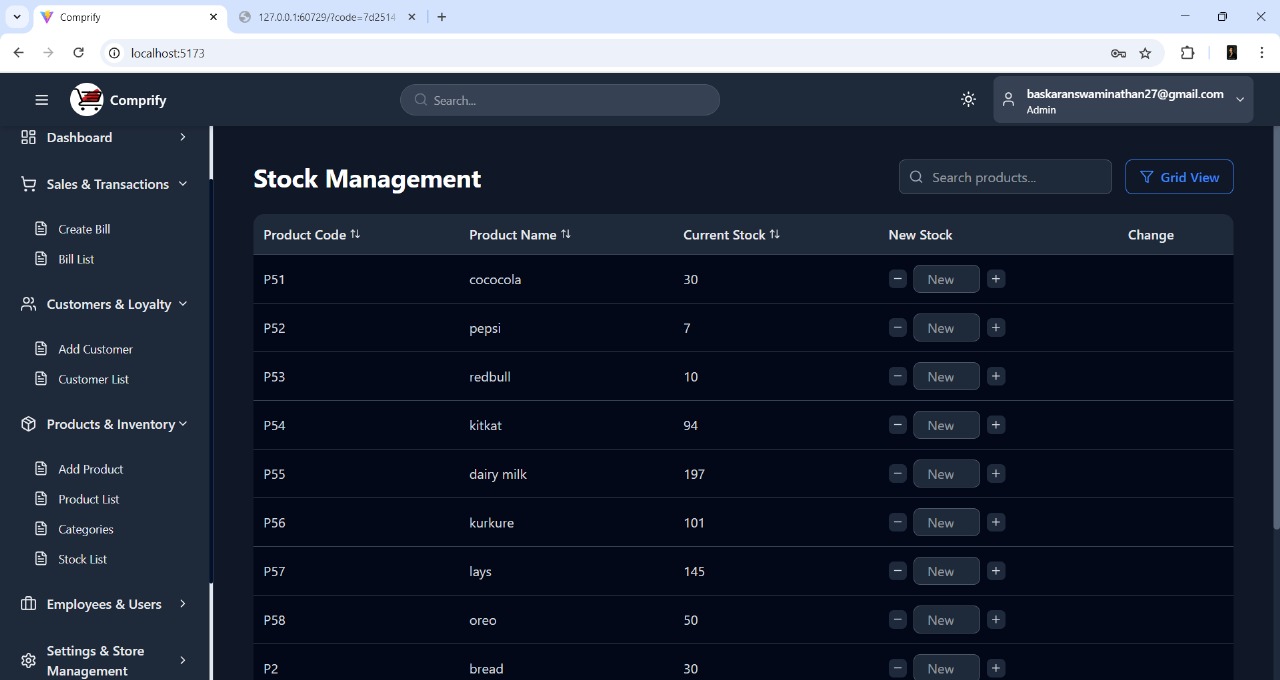 Comprify
127.0.0.1:60729/?code=7d2514
localhost:5173
Comprify
Search...
baskaranswaminathan27@gmail.com
Admin
Dashboard
Sales & Transactions
Create Bill
Bill List
Customers & Loyalty
Add Customer
Customer List
Products & Inventory
Add Product
Product List
Categories
Stock List
Employees & Users
Settings & Store
Management
Stock Management
Search products...
Grid View
Product Code Product Name Current Stock New Stock Change
P51 cococola 30 − New +
P52 pepsi 7 − New +
P53 redbull 10 − New +
P54 kitkat 94 − New +
P55 dairy milk 197 − New +
P56 kurkure 101 − New +
P57 lays 145 − New +
P58 oreo 50 − New +
P2 bread 30 − New +